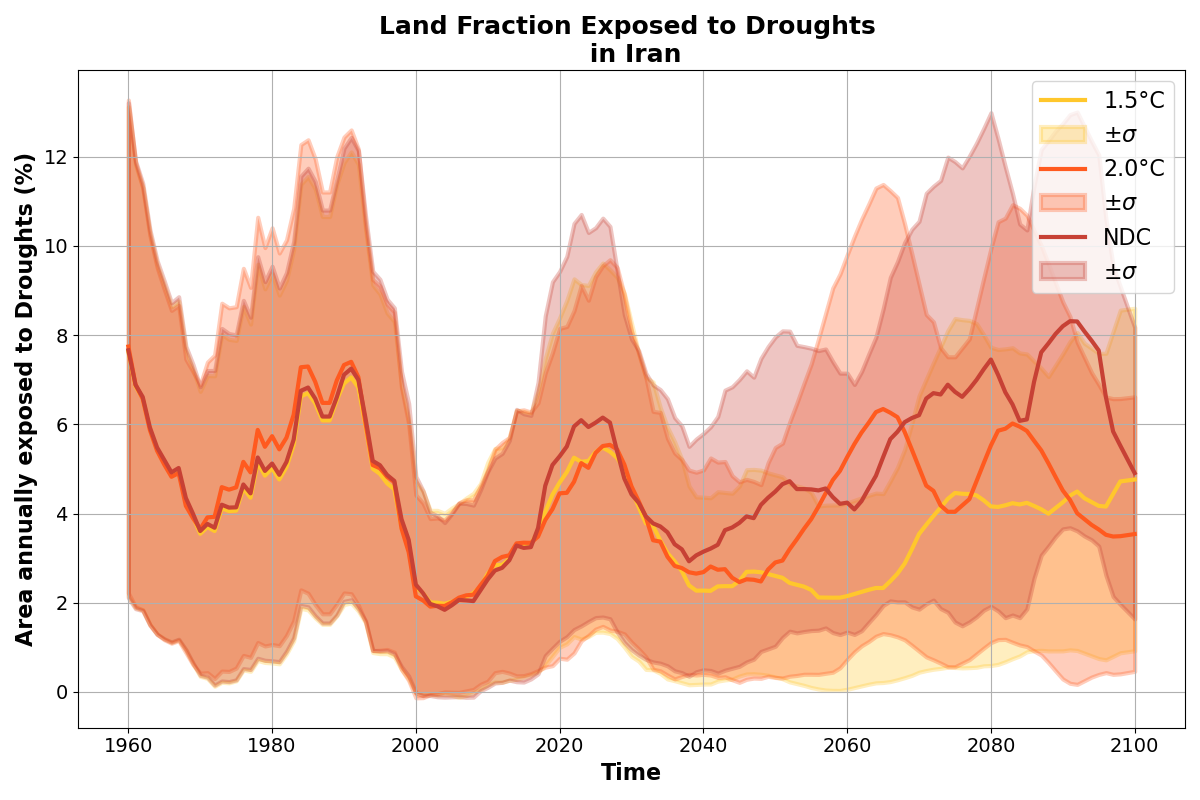 Land Fraction Exposed to Droughts
in Iran
Area annually exposed to Droughts (%)
12
10
8
6
4
2
0
1960
1980
2000
2020
2040
2060
2080
2100
Time
1.5°C
±σ
2.0°C
±σ
NDC
±σ